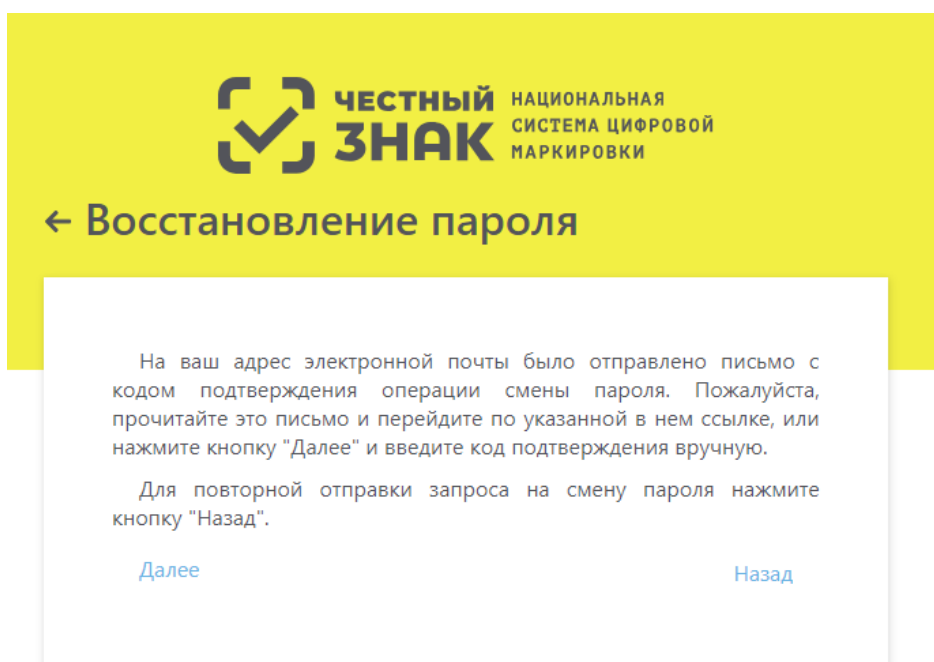 ЧЕСТНЫЙ
ЗНАК
НАЦИОНАЛЬНАЯ
СИСТЕМА ЦИФРОВОЙ
МАРКИРОВКИ
← Восстановление пароля
На ваш адрес электронной почты было отправлено письмо с
кодом подтверждения операции смены пароля. Пожалуйста,
прочитайте это письмо и перейдите по указанной в нем ссылке, или
нажмите кнопку "Далее" и введите код подтверждения вручную.
Для повторной отправки запроса на смену пароля нажмите
кнопку "Назад".
Далее
Назад